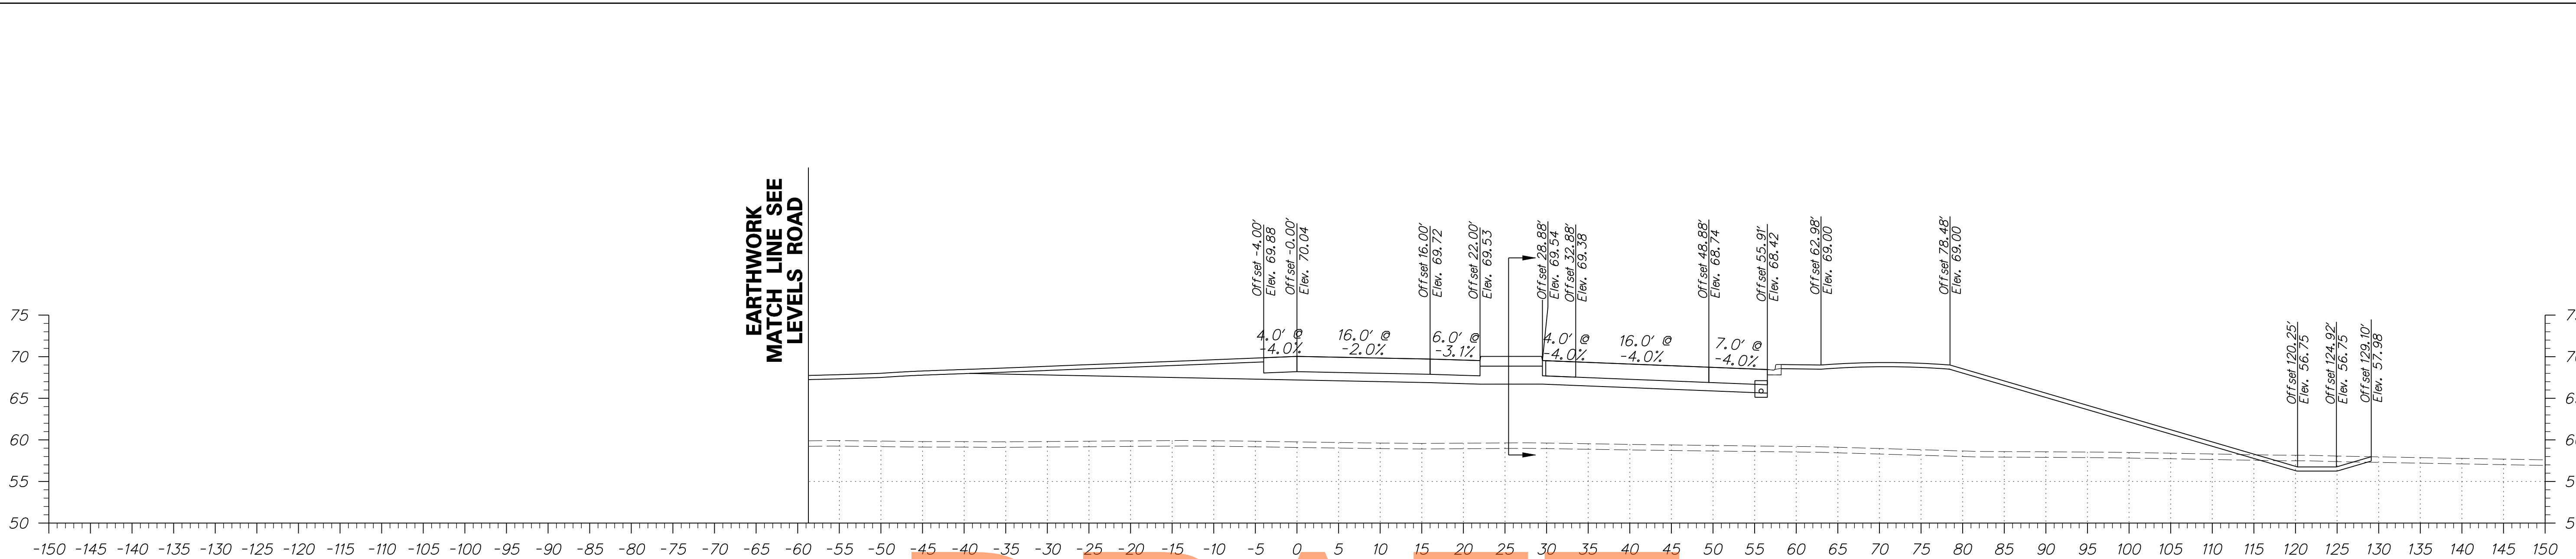 EARTHWORK
MATCH LINE SEE
LEVELS ROAD
Offset -4.00'
Elev. 69.88
Offset -0.00'
Elev. 70.04
Offset 16.00'
Elev. 69.72
Offset 22.00'
Elev. 69.53
Offset 28.88'
Elev. 69.54
Offset 32.88'
Elev. 69.38
Offset 48.88'
Elev. 68.74
Offset 55.91'
Elev. 68.42
Offset 62.98'
Elev. 69.00
Offset 78.48'
Elev. 69.00
Offset 120.25'
Elev. 56.75
Offset 124.92'
Elev. 56.75
Offset 129.10'
Elev. 57.98
4.0' @
-4.0%
16.0' @
-2.0%
6.0' @
-3.1%
4.0' @
-4.0%
16.0' @
-4.0%
7.0' @
-4.0%
75
70
65
60
55
50
-150 -145 -140 -135 -130 -125 -120 -115 -110 -105 -100 -95 -90 -85 -80 -75 -70 -65 -60 -55 -50 -45 -40 -35 -30 -25 -20 -15 -10 -5 0 5 10 15 20 25 30 35 40 45 50 55 60 65 70 75 80 85 90 95 100 105 110 115 120 125 130 135 140 145 150